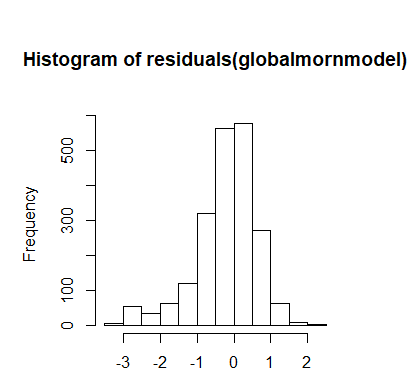 Histogram of residuals(globalmornmodel)
Frequency
500
300
100
0
-3 -2 -1 0 1 2